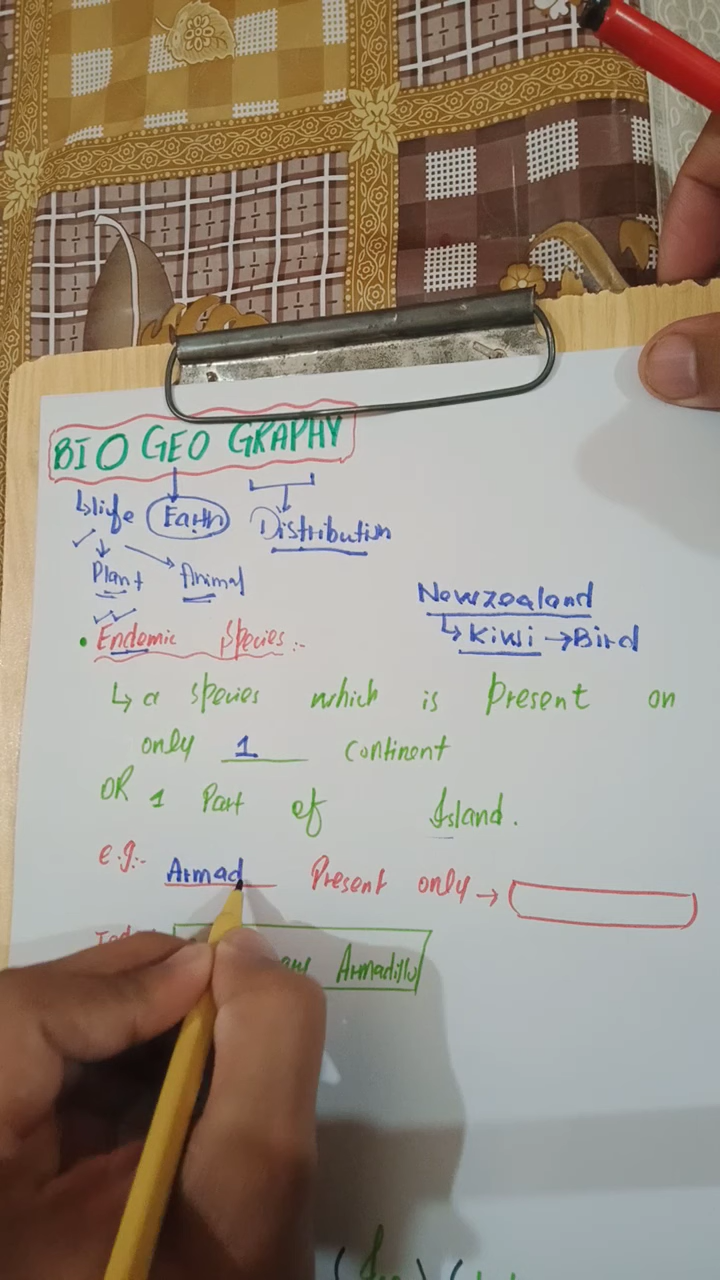 BIO GEO GRAPHY
↳life Earth Distribution
Plant Animal
Newzealand
↳ Kiwi → Bird
• Endemic Species:-
↳ a species which is Present on
only 1 continent
OR 1 Part of Island.
e.g:- Armad Present only →
Armadillo